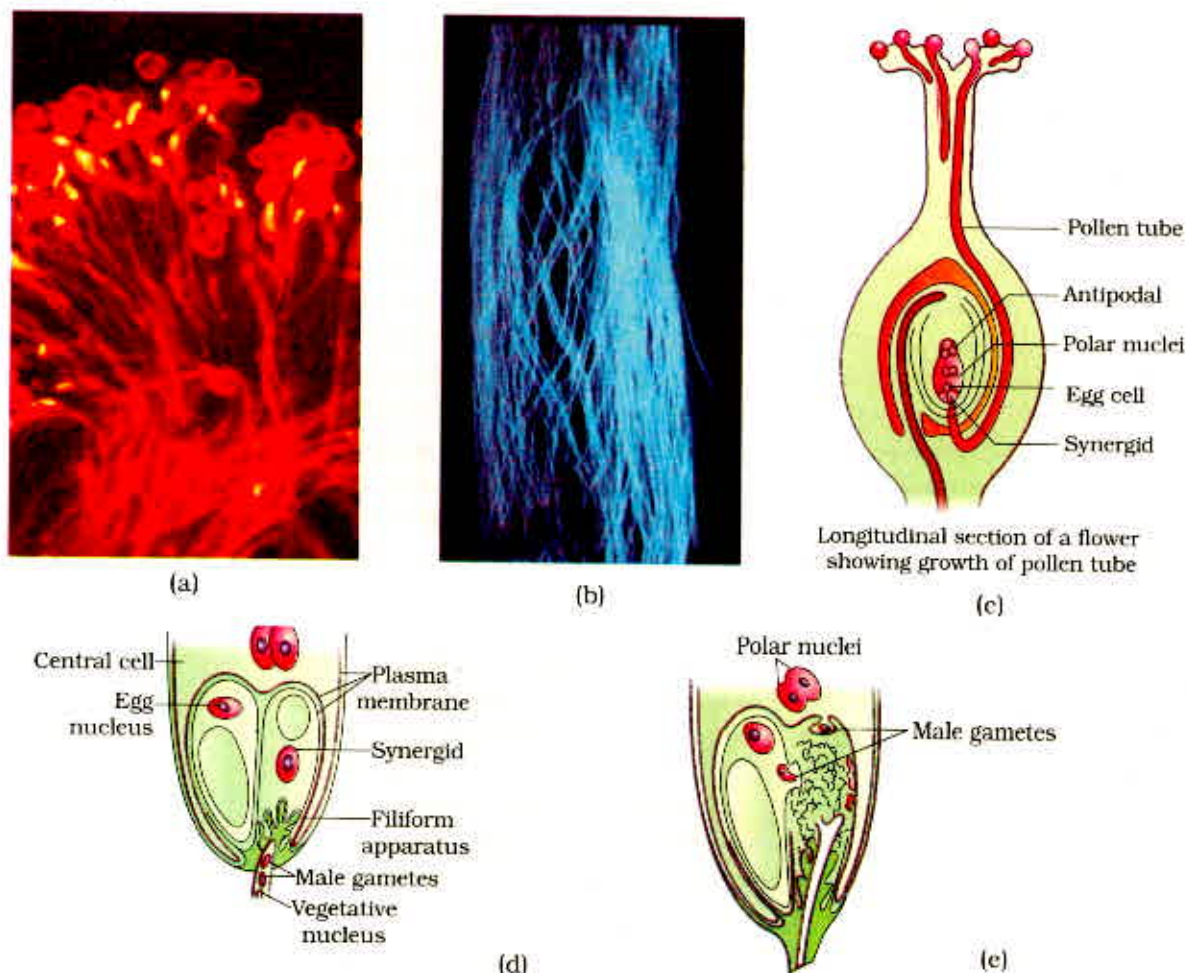 Pollen tube
Antipodal
Polar nuclei
Egg cell
Synergid
Longitudinal section of a flower
showing growth of pollen tube
(a)
(b)
(c)
Central cell
Egg
nucleus
Plasma
membrane
Synergid
Filiform
apparatus
Male gametes
Vegetative
nucleus
(d)
Polar nuclei
Male gametes
(e)